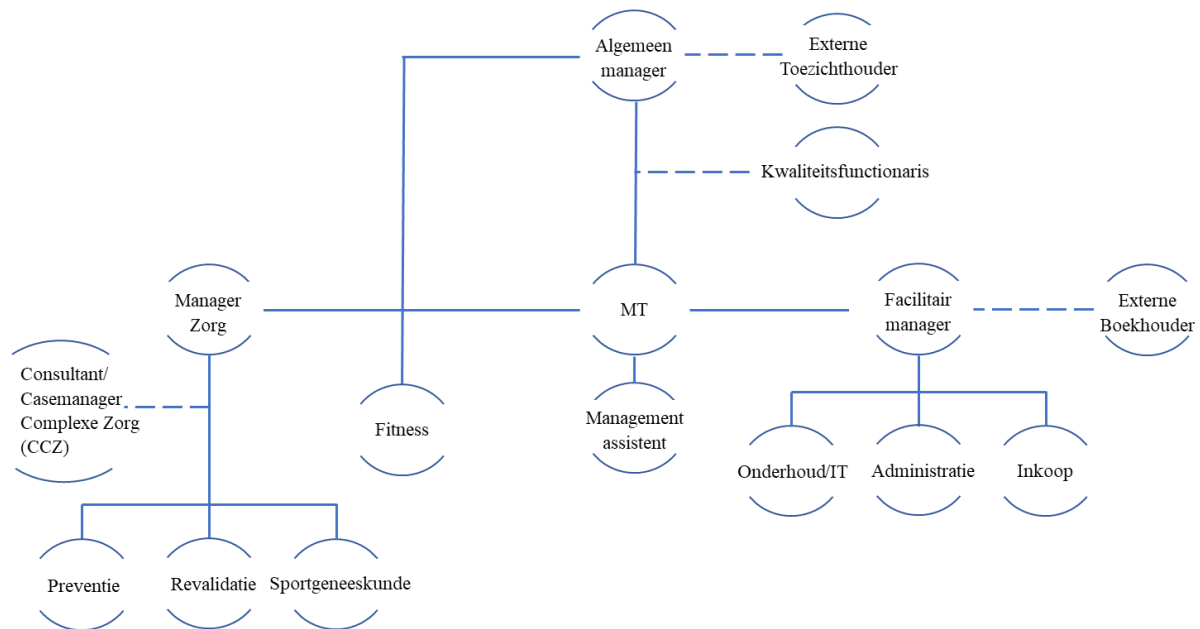 Algemeen
manager
Externe
Toezichthouder
Kwaliteitsfunctionaris
Manager
Zorg
MT
Facilitair
manager
Externe
Boekhouder
Consultant/
Casemanager
Complexe Zorg
(CCZ)
Fitness
Management
assistent
Onderhoud/IT
Administratie
Inkoop
Preventie
Revalidatie
Sportgeneeskunde